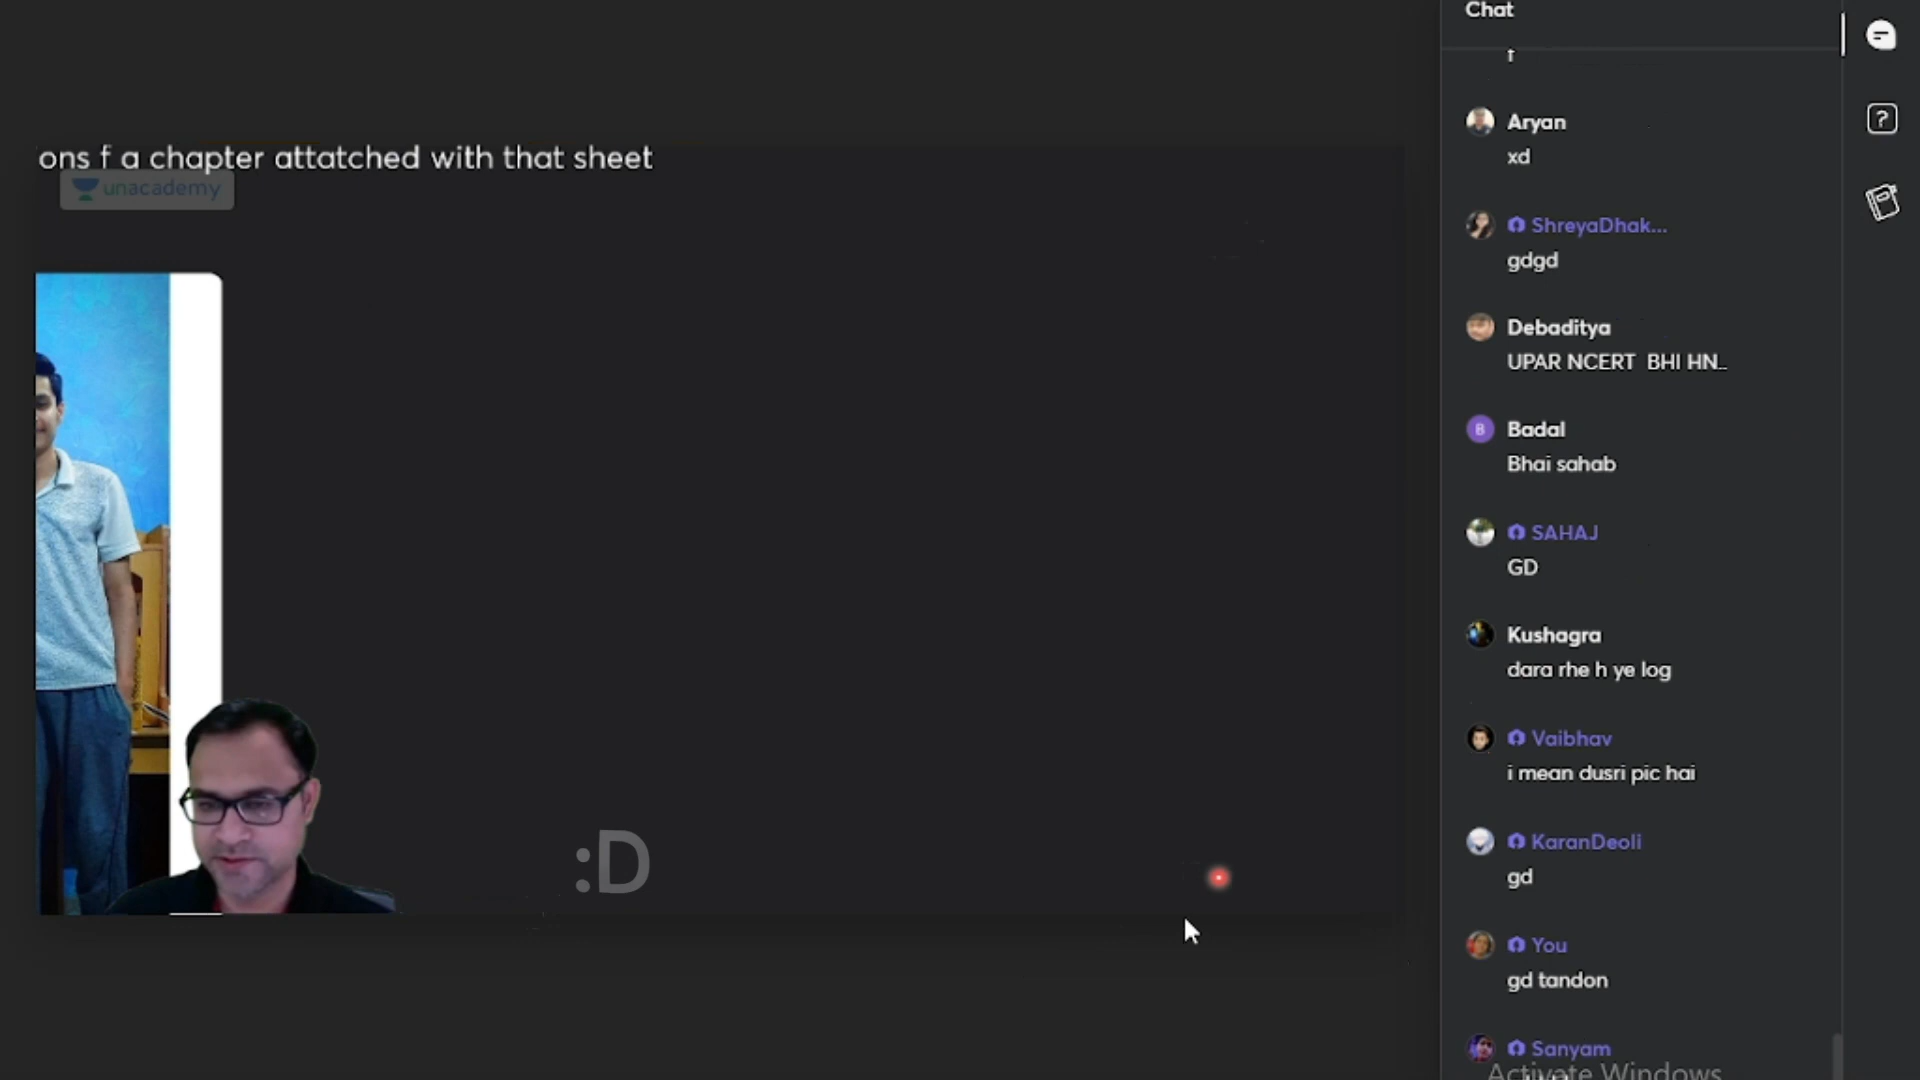 ons f a chapter attatched with that sheet
unacademy
:D
Chat
Aryan
xd
ShreyaDhak...
gdgd
Debaditya
UPAR NCERT BHI HN..
B
Badal
Bhai sahab
SAHAJ
GD
Kushagra
dara rhe h ye log
Vaibhav
i mean dusri pic hai
KaranDeoli
gd
You
gd tandon
Sanyam
Activate Windows
?